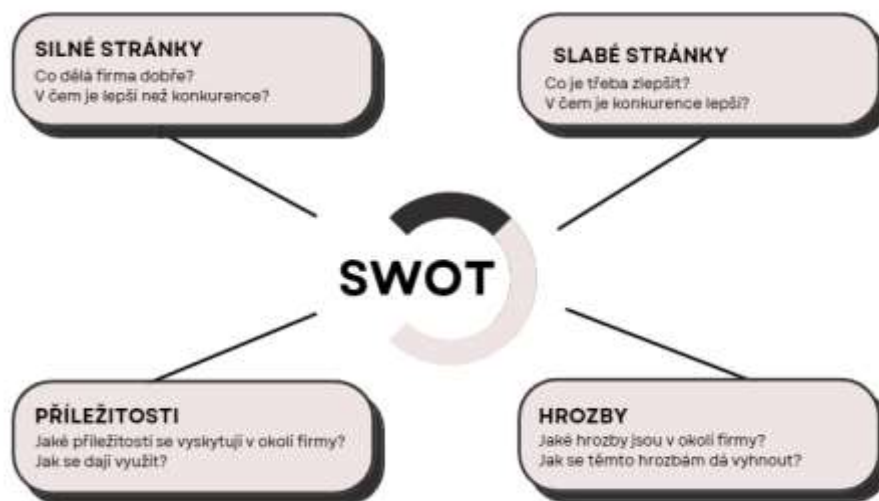 SILNÉ STRÁNKY
Co dělá firma dobře?
V čem je lepší než konkurence?
SLABÉ STRÁNKY
Co je třeba zlepšit?
V čem je konkurence lepší?
SWOT
PŘÍLEŽITOSTI
Jaké příležitosti se vyskytují v okolí firmy?
Jak se dají využít?
HROZBY
Jaké hrozby jsou v okolí firmy?
Jak se těmto hrozbám dá vyhnout?